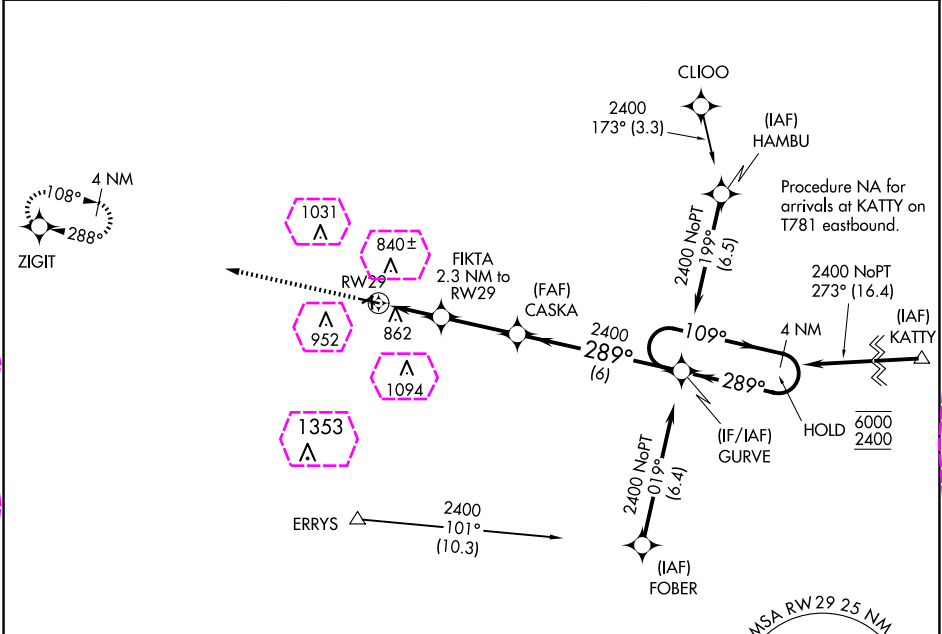 CLIOO
2400
173° (3.3)
(IAF)
HAMBU
4 NM
108°
288°
ZIGIT
1031
840±
Procedure NA for
arrivals at KATTY on
T781 eastbound.
2400 NoPT
199°
(6.5)
FIKTA
2.3 NM to
RW29
RW29
(FAF)
CASKA
2400 NoPT
273° (16.4)
(IAF)
KATTY
952
862
2400
289°
(6)
109°
4 NM
289°
1094
HOLD
6000
2400
(IF/IAF)
GURVE
1353
2400 NoPT
019°
(6.4)
ERRYS
2400
101°
(10.3)
(IAF)
FOBER
MSA RW29 25 NM